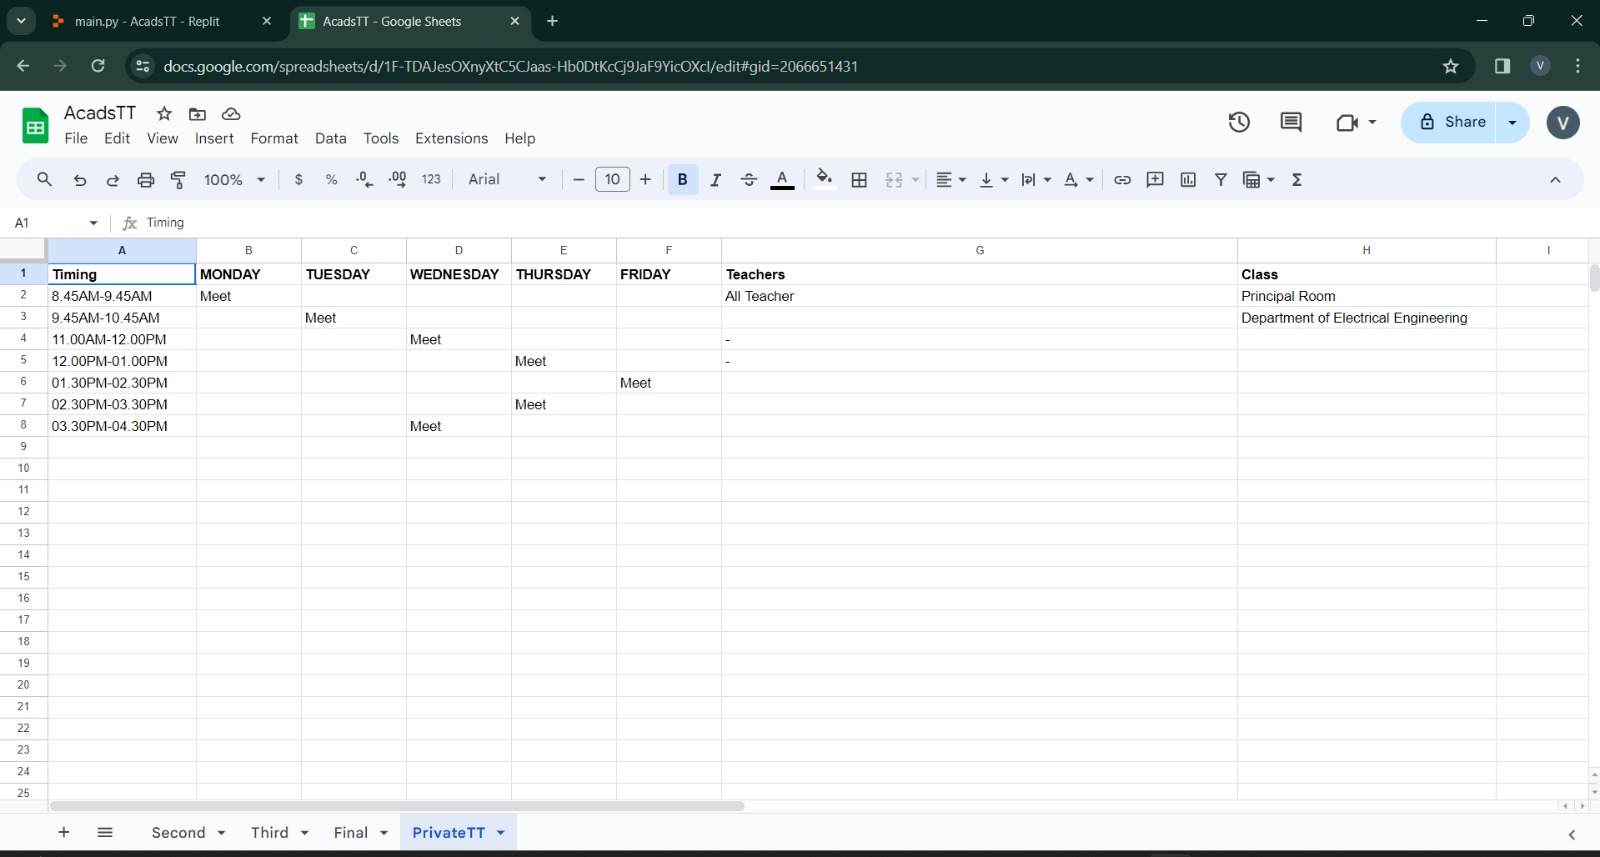 main.py - AcadsTT - Replit
AcadsTT - Google Sheets
docs.google.com/spreadsheets/d/1F-TDAJesOXnyXtC5CJaas-Hb0DtKcCj9JaF9YicOXcI/edit#gid=2066651431
V
AcadsTT
File Edit View Insert Format Data Tools Extensions Help
Share
V
100% $ % .0 .00 123 Arial 10 B I A Σ
A1 fx Timing
A B C D E F G H I
1 Timing MONDAY TUESDAY WEDNESDAY THURSDAY FRIDAY Teachers Class
2 8.45AM-9.45AM Meet All Teacher Principal Room
3 9.45AM-10.45AM Meet Department of Electrical Engineering
4 11.00AM-12.00PM Meet -
5 12.00PM-01.00PM Meet -
6 01.30PM-02.30PM Meet
7 02.30PM-03.30PM Meet
8 03.30PM-04.30PM Meet
9
10
11
12
13
14
15
16
17
18
19
20
21
22
23
24
25
Second Third Final PrivateTT